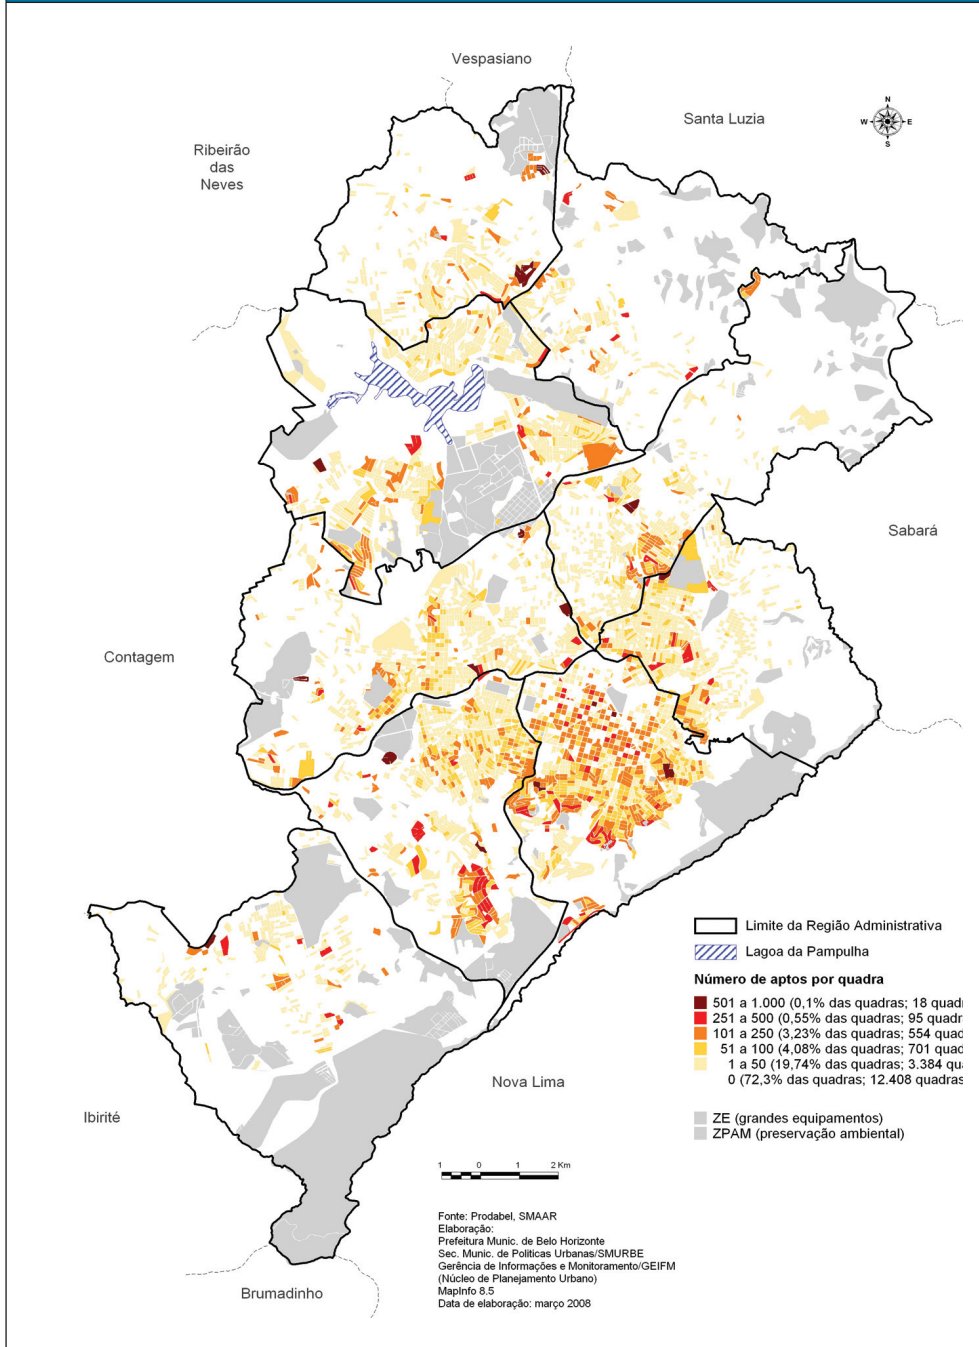 Vespasiano
Santa Luzia
N
W
E
S
Ribeirão
das
Neves
Sabará
Contagem
Limite da Região Administrativa
Lagoa da Pampulha
Número de aptos por quadra
501 a 1.000 (0,1% das quadras; 18 quadr
251 a 500 (0,55% das quadras; 95 quadra
101 a 250 (3,23% das quadras; 554 quad
51 a 100 (4,08% das quadras; 701 quad
1 a 50 (19,74% das quadras; 3.384 qua
0 (72,3% das quadras; 12.408 quadras
Nova Lima
Ibirité
ZE (grandes equipamentos)
ZPAM (preservação ambiental)
1 0 1 2 Km
Fonte: Prodabel, SMAAR
Elaboração:
Prefeitura Munic. de Belo Horizonte
Sec. Munic. de Politicas Urbanas/SMURBE
Gerência de Informações e Monitoramento/GEIFM
(Núcleo de Planejamento Urbano)
MapInfo 8.5
Data de elaboração: março 2008
Brumadinho